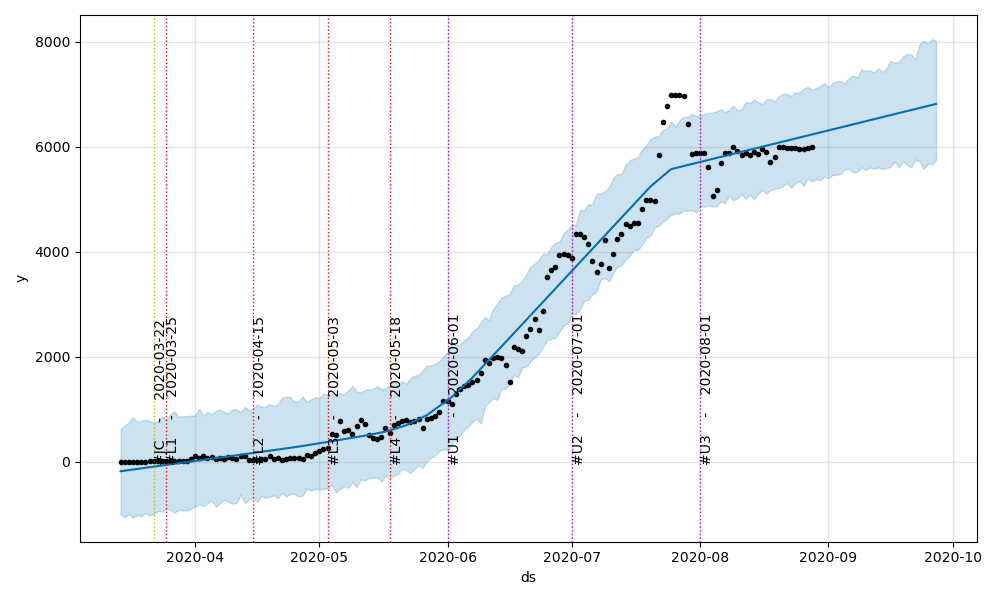 8000
6000
4000
2000
0
y
#JC - 2020-03-22
#L1 - 2020-03-25
#L2 - 2020-04-15
#L3 - 2020-05-03
#L4 - 2020-05-18
#U1 - 2020-06-01
#U2 - 2020-07-01
#U3 - 2020-08-01
2020-04 2020-05 2020-06 2020-07 2020-08 2020-09 2020-10
ds